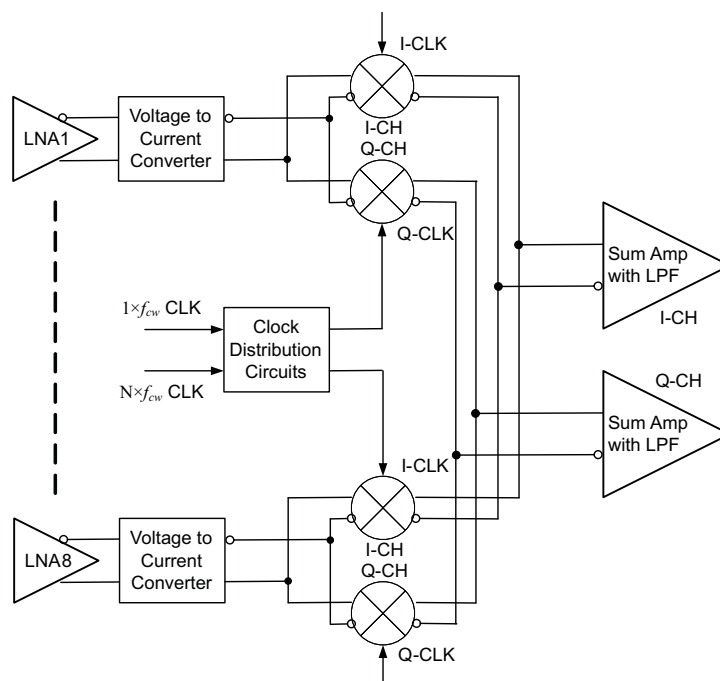 I-CLK
LNA1
Voltage to
Current
Converter
I-CH
Q-CH
Q-CLK
Sum Amp
with LPF
I-CH
1×fcw CLK
N×fcw CLK
Clock
Distribution
Circuits
Q-CH
Sum Amp
with LPF
I-CLK
LNA8
Voltage to
Current
Converter
I-CH
Q-CH
Q-CLK